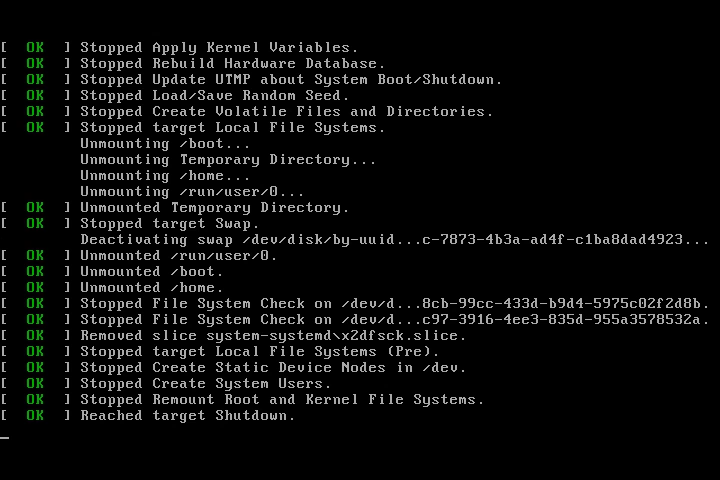 [  OK  ] Stopped Apply Kernel Variables.
[  OK  ] Stopped Rebuild Hardware Database.
[  OK  ] Stopped Update UTMP about System Boot/Shutdown.
[  OK  ] Stopped Load/Save Random Seed.
[  OK  ] Stopped Create Volatile Files and Directories.
[  OK  ] Stopped target Local File Systems.
         Unmounting /boot...
         Unmounting Temporary Directory...
         Unmounting /home...
         Unmounting /run/user/0...
[  OK  ] Unmounted Temporary Directory.
[  OK  ] Stopped target Swap.
         Deactivating swap /dev/disk/by-uuid...c-7873-4b3a-ad4f-c1ba8dad4923...
[  OK  ] Unmounted /run/user/0.
[  OK  ] Unmounted /boot.
[  OK  ] Unmounted /home.
[  OK  ] Stopped File System Check on /dev/d...8cb-99cc-433d-b9d4-5975c02f2d8b.
[  OK  ] Stopped File System Check on /dev/d...c97-3916-4ee3-835d-955a3578532a.
[  OK  ] Removed slice system-systemd\x2dfsck.slice.
[  OK  ] Stopped target Local File Systems (Pre).
[  OK  ] Stopped Create Static Device Nodes in /dev.
[  OK  ] Stopped Create System Users.
[  OK  ] Stopped Remount Root and Kernel File Systems.
[  OK  ] Reached target Shutdown.